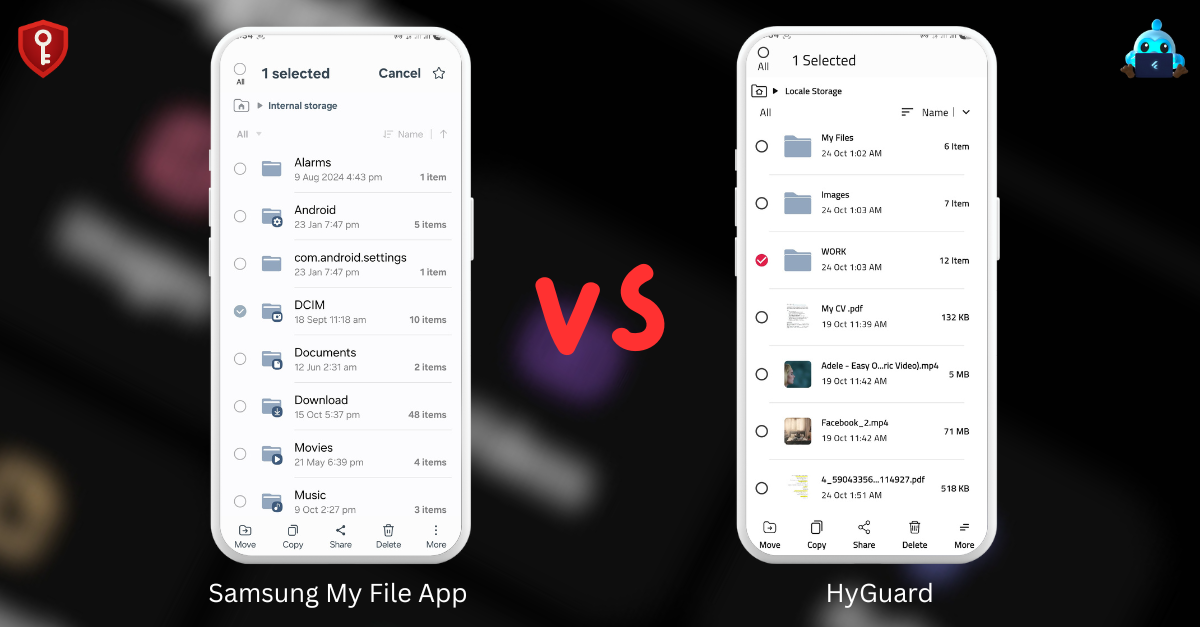 All
1 selected
Cancel
Internal storage
All
Name
Alarms
9 Aug 2024 4:43 pm
1 item
Android
23 Jan 7:47 pm
5 items
com.android.settings
23 Jan 7:47 pm
1 item
DCIM
18 Sept 11:18 am
10 items
Documents
12 Jun 2:31 am
2 items
Download
15 Oct 5:37 pm
48 items
Movies
21 May 6:39 pm
4 items
Music
9 Oct 2:27 pm
3 items
Move
Copy
Share
Delete
More
Samsung My File App
VS
All
1 Selected
Locale Storage
All
Name
My Files
24 Oct 1:02 AM
6 Item
Images
24 Oct 1:03 AM
7 Item
WORK
24 Oct 1:03 AM
12 Item
My CV .pdf
19 Oct 11:39 AM
132 KB
Adele - Easy O...ric Video).mp4
19 Oct 11:42 AM
5 MB
Facebook_2.mp4
19 Oct 11:42 AM
71 MB
4_59043356...114927.pdf
24 Oct 1:51 AM
518 KB
Move
Copy
Share
Delete
More
HyGuard